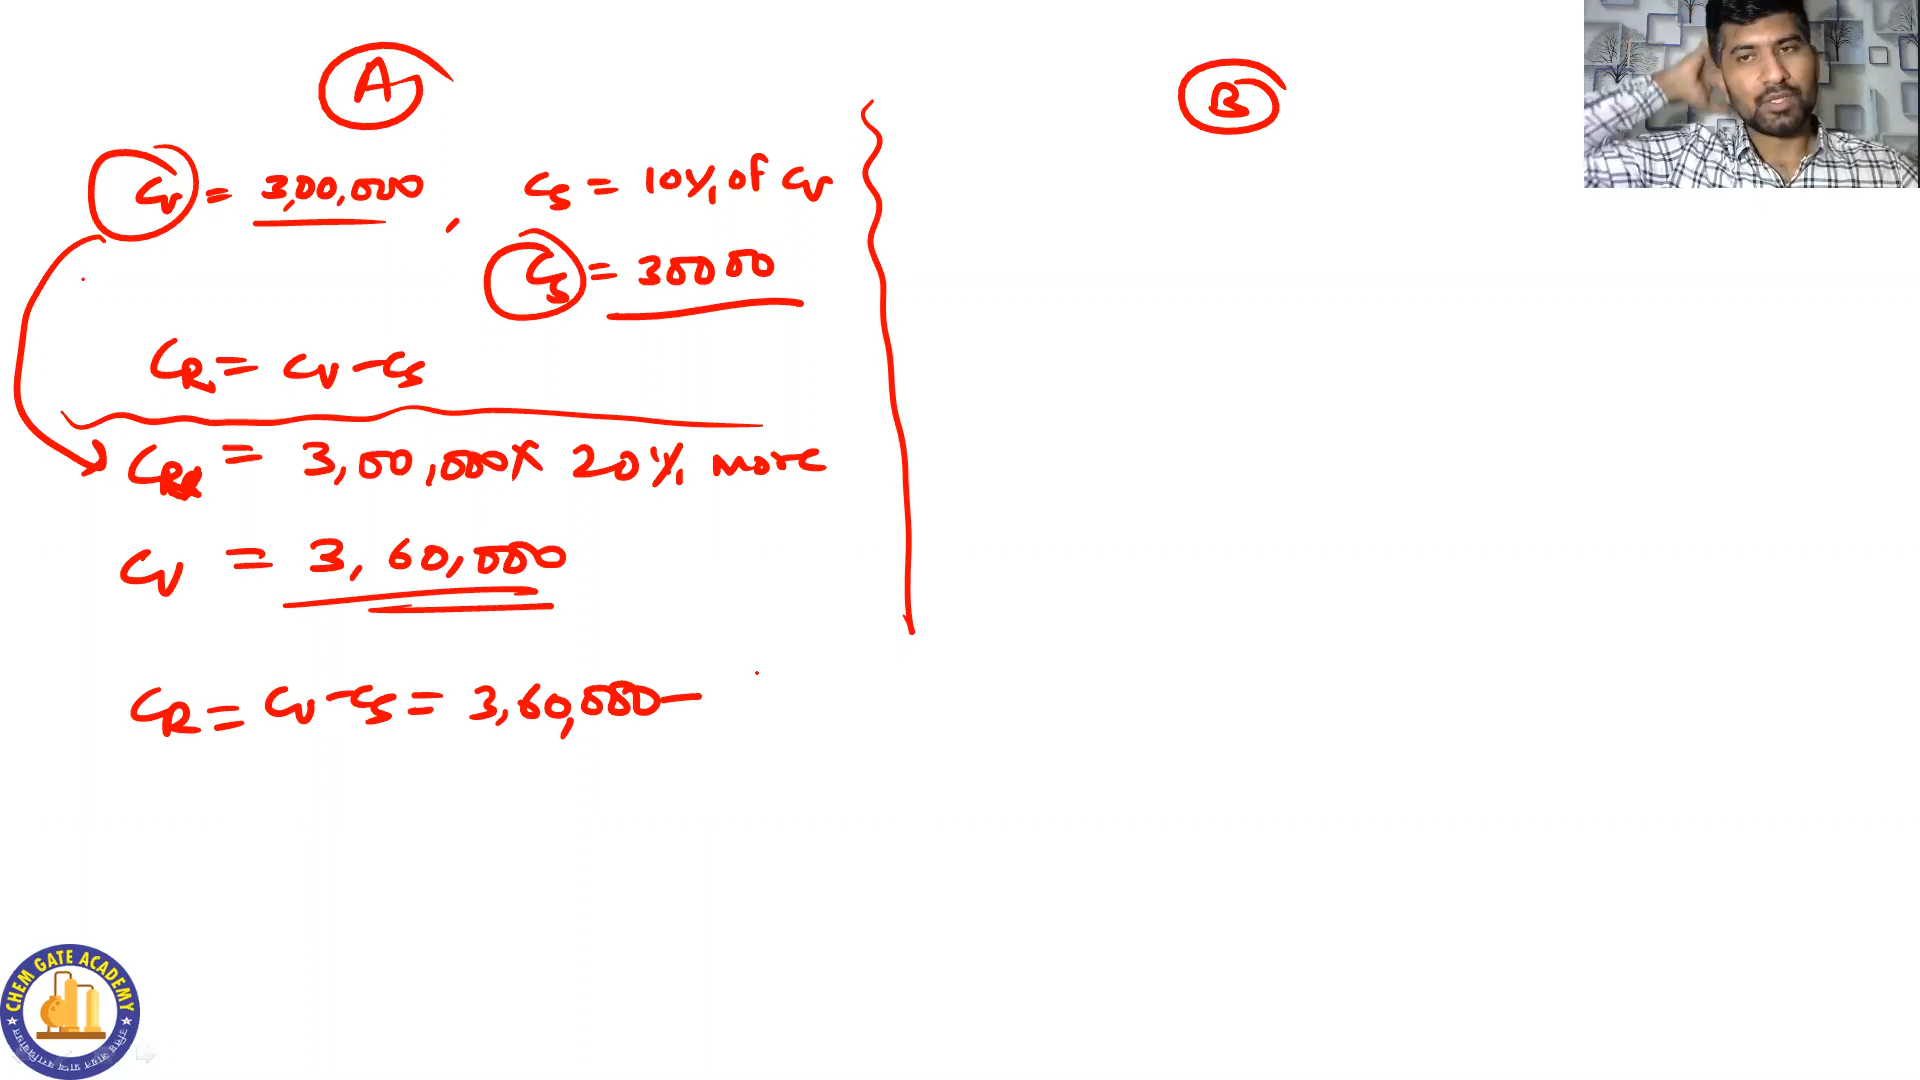 A
Cv = 3,00,000 , Cs = 10% of Cv
Cs = 30000
CR = Cv - Cs
CR = 3,00,000 x 20% more
Cv = 3,60,000
CR = Cv - Cs = 3,60,000 -
B
CHEM GATE ACADEMY